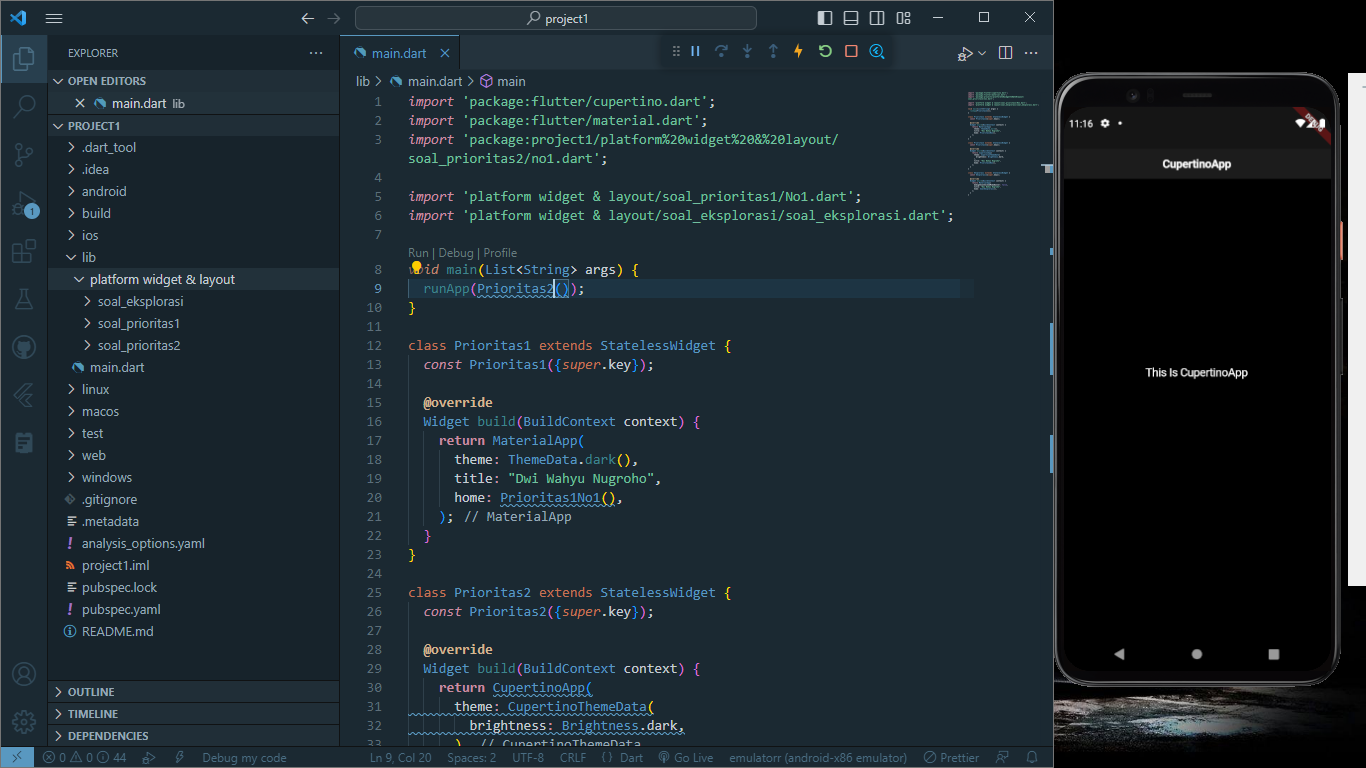 project1
EXPLORER
OPEN EDITORS
main.dart lib
PROJECT1
.dart_tool
.idea
android
build
ios
lib
platform widget & layout
soal_eksplorasi
soal_prioritas1
soal_prioritas2
main.dart
linux
macos
test
web
windows
.gitignore
.metadata
analysis_options.yaml
project1.iml
pubspec.lock
pubspec.yaml
README.md
OUTLINE
TIMELINE
DEPENDENCIES
1
main.dart
lib > main.dart > main
1 import 'package:flutter/cupertino.dart';
2 import 'package:flutter/material.dart';
3 import 'package:project1/platform%20widget%20&%20layout/
soal_prioritas2/no1.dart';
4
5 import 'platform widget & layout/soal_prioritas1/No1.dart';
6 import 'platform widget & layout/soal_eksplorasi/soal_eksplorasi.dart';
7
Run | Debug | Profile
8 void main(List<String> args) {
9 runApp(Prioritas2());
10 }
11
12 class Prioritas1 extends StatelessWidget {
13 const Prioritas1({super.key});
14
15 @override
16 Widget build(BuildContext context) {
17 return MaterialApp(
18 theme: ThemeData.dark(),
19 title: "Dwi Wahyu Nugroho",
20 home: Prioritas1No1(),
21 ); // MaterialApp
22 }
23 }
24
25 class Prioritas2 extends StatelessWidget {
26 const Prioritas2({super.key});
27
28 @override
29 Widget build(BuildContext context) {
30 return CupertinoApp(
31 theme: CupertinoThemeData(
32 brightness: Brightness.dark,
33 ), // CupertinoThemeData
0 0 44 Debug my code Ln 9, Col 20 Spaces: 2 UTF-8 CRLF {} Dart Go Live emulatorr (android-x86 emulator) Prettier
11:16
DEBUG
CupertinoApp
This Is CupertinoApp